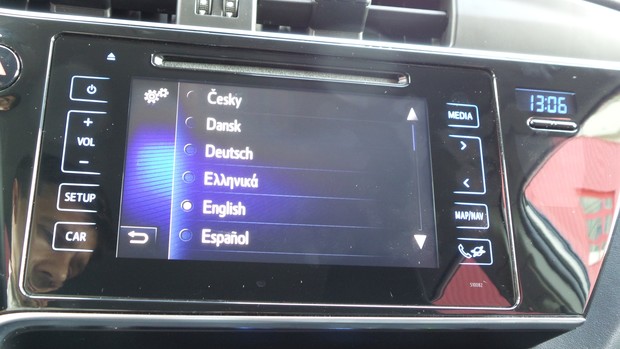 Česky
Dansk
Deutsch
Ελληνικά
English
Español
+
VOL
−
SETUP
CAR
MEDIA
MAP/NAV
13:06